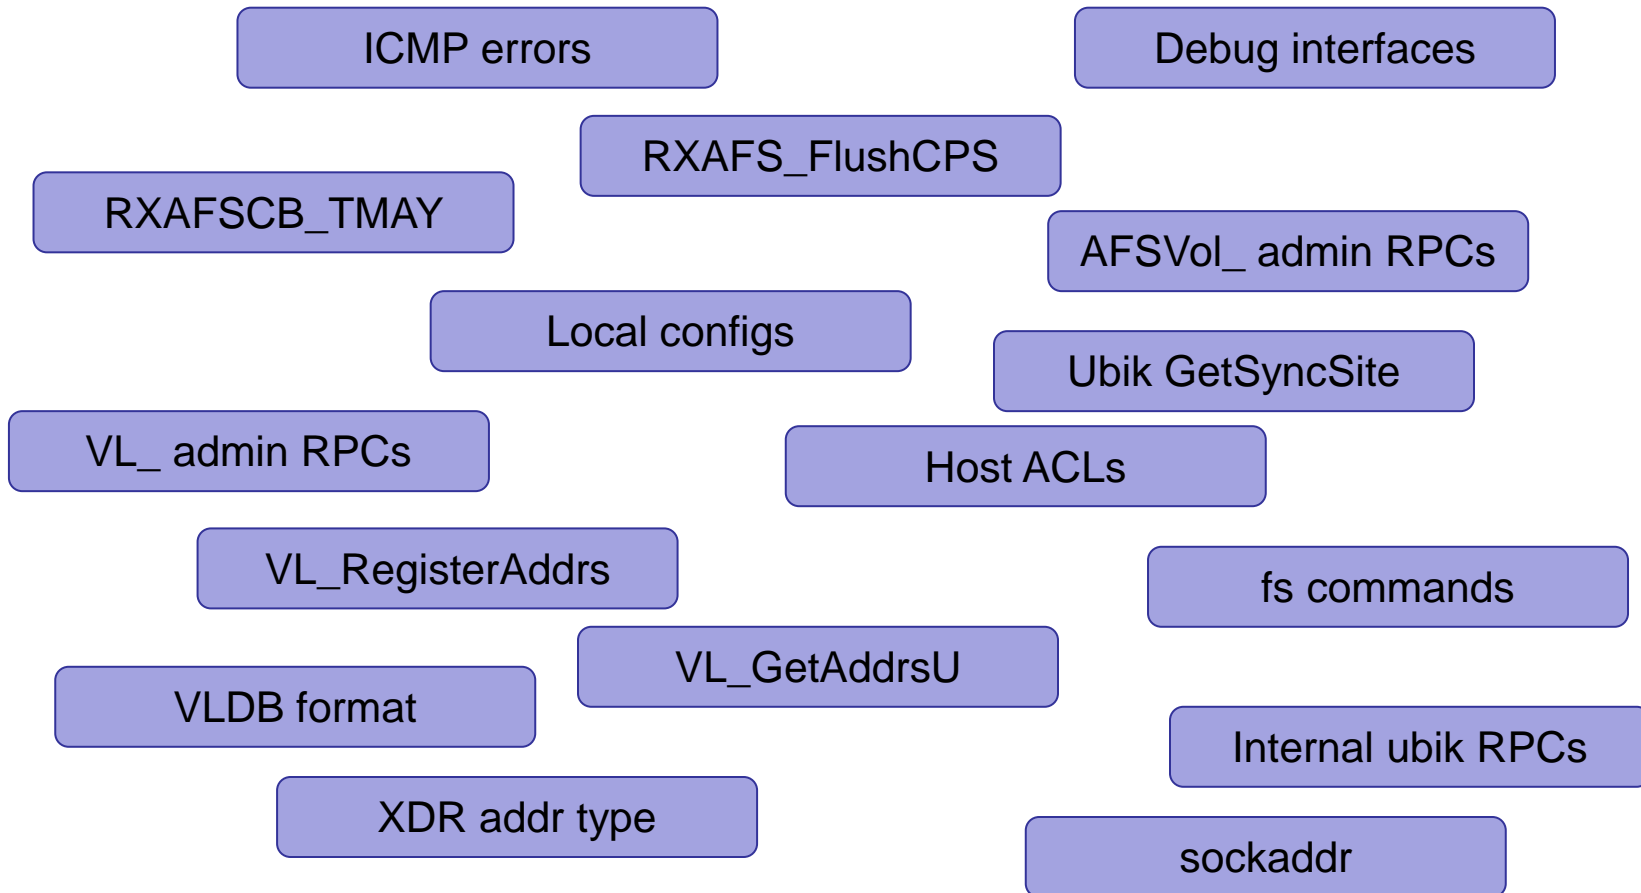 ICMP errors
Debug interfaces
RXAFS_FlushCPS
RXAFSCB_TMAY
AFSVol_ admin RPCs
Local configs
Ubik GetSyncSite
VL_ admin RPCs
Host ACLs
VL_RegisterAddrs
fs commands
VL_GetAddrsU
VLDB format
Internal ubik RPCs
XDR addr type
sockaddr